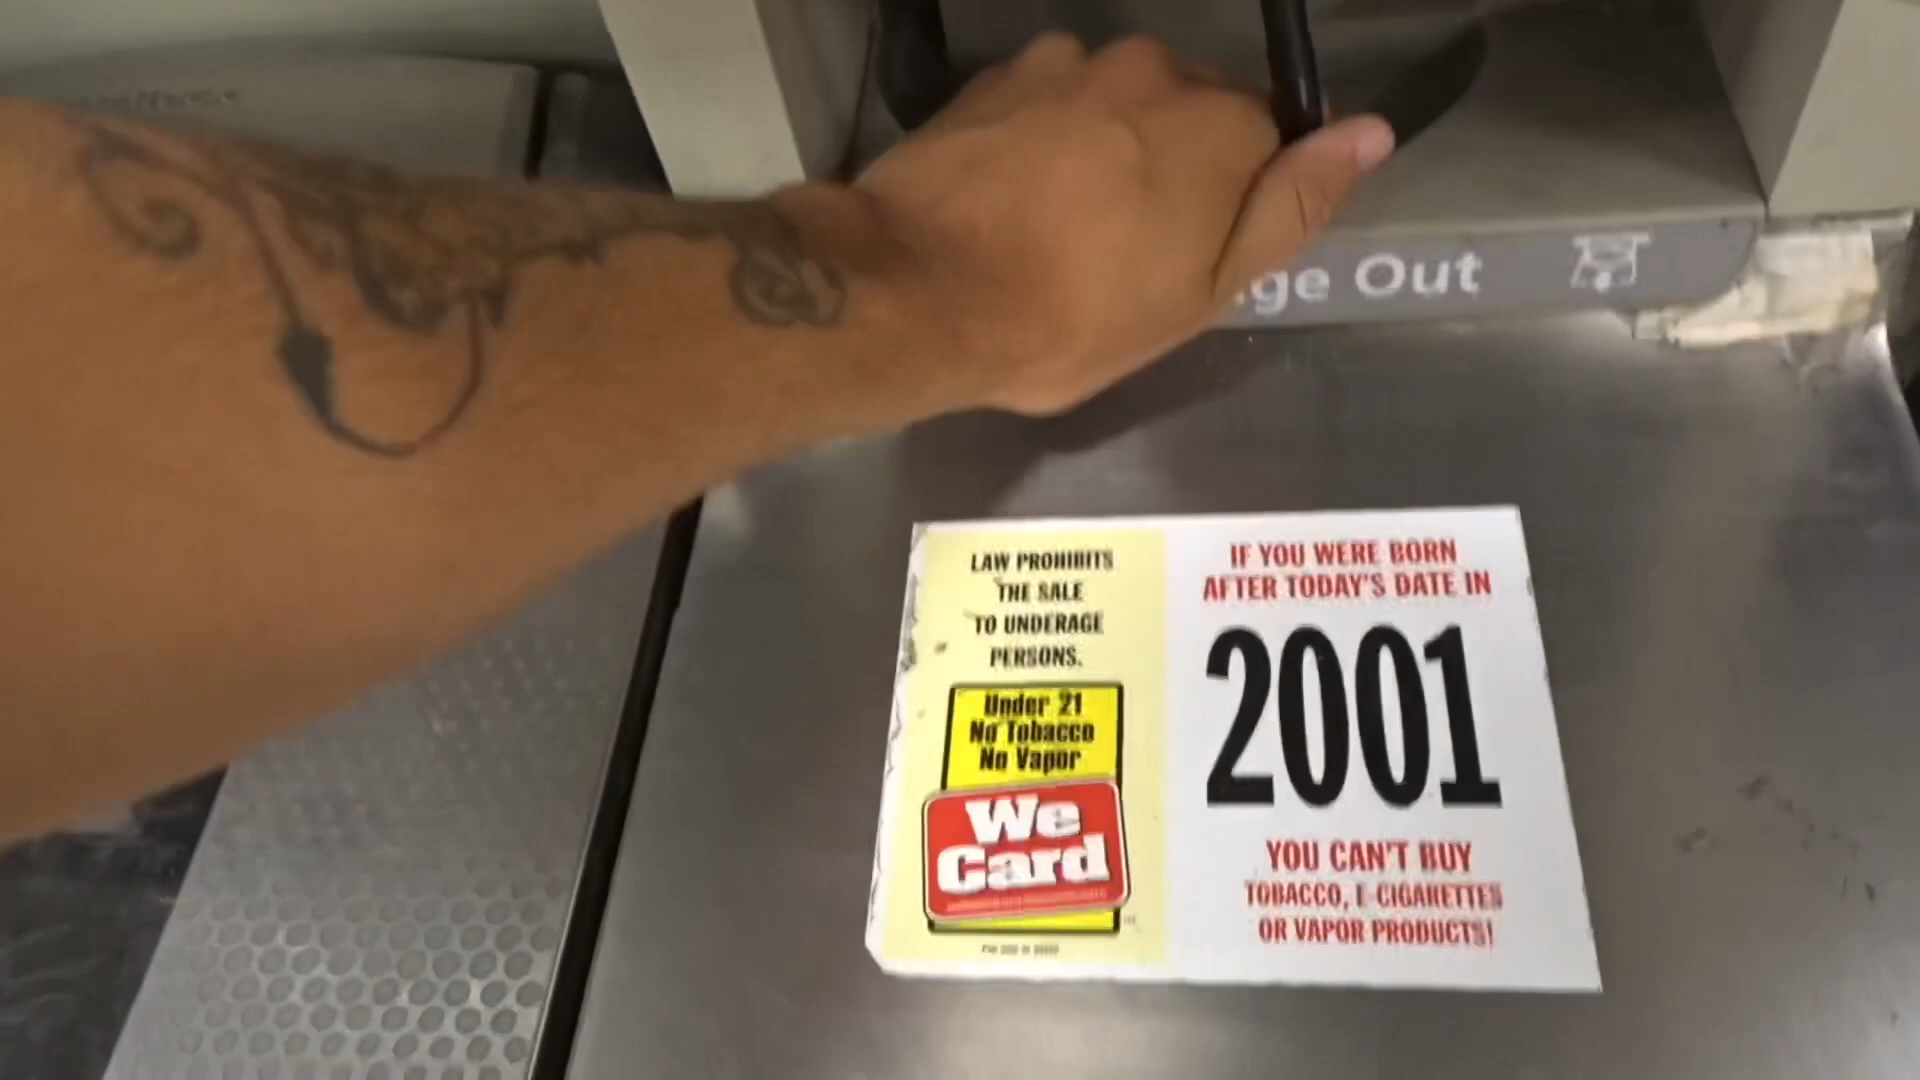 ge Out
LAW PROHIBITS
THE SALE
TO UNDERAGE
PERSONS.
Under 21
No Tobacco
No Vapor
We
Card
IF YOU WERE BORN
AFTER TODAY'S DATE IN
2001
YOU CAN'T BUY
TOBACCO, E-CIGARETTES
OR VAPOR PRODUCTS!